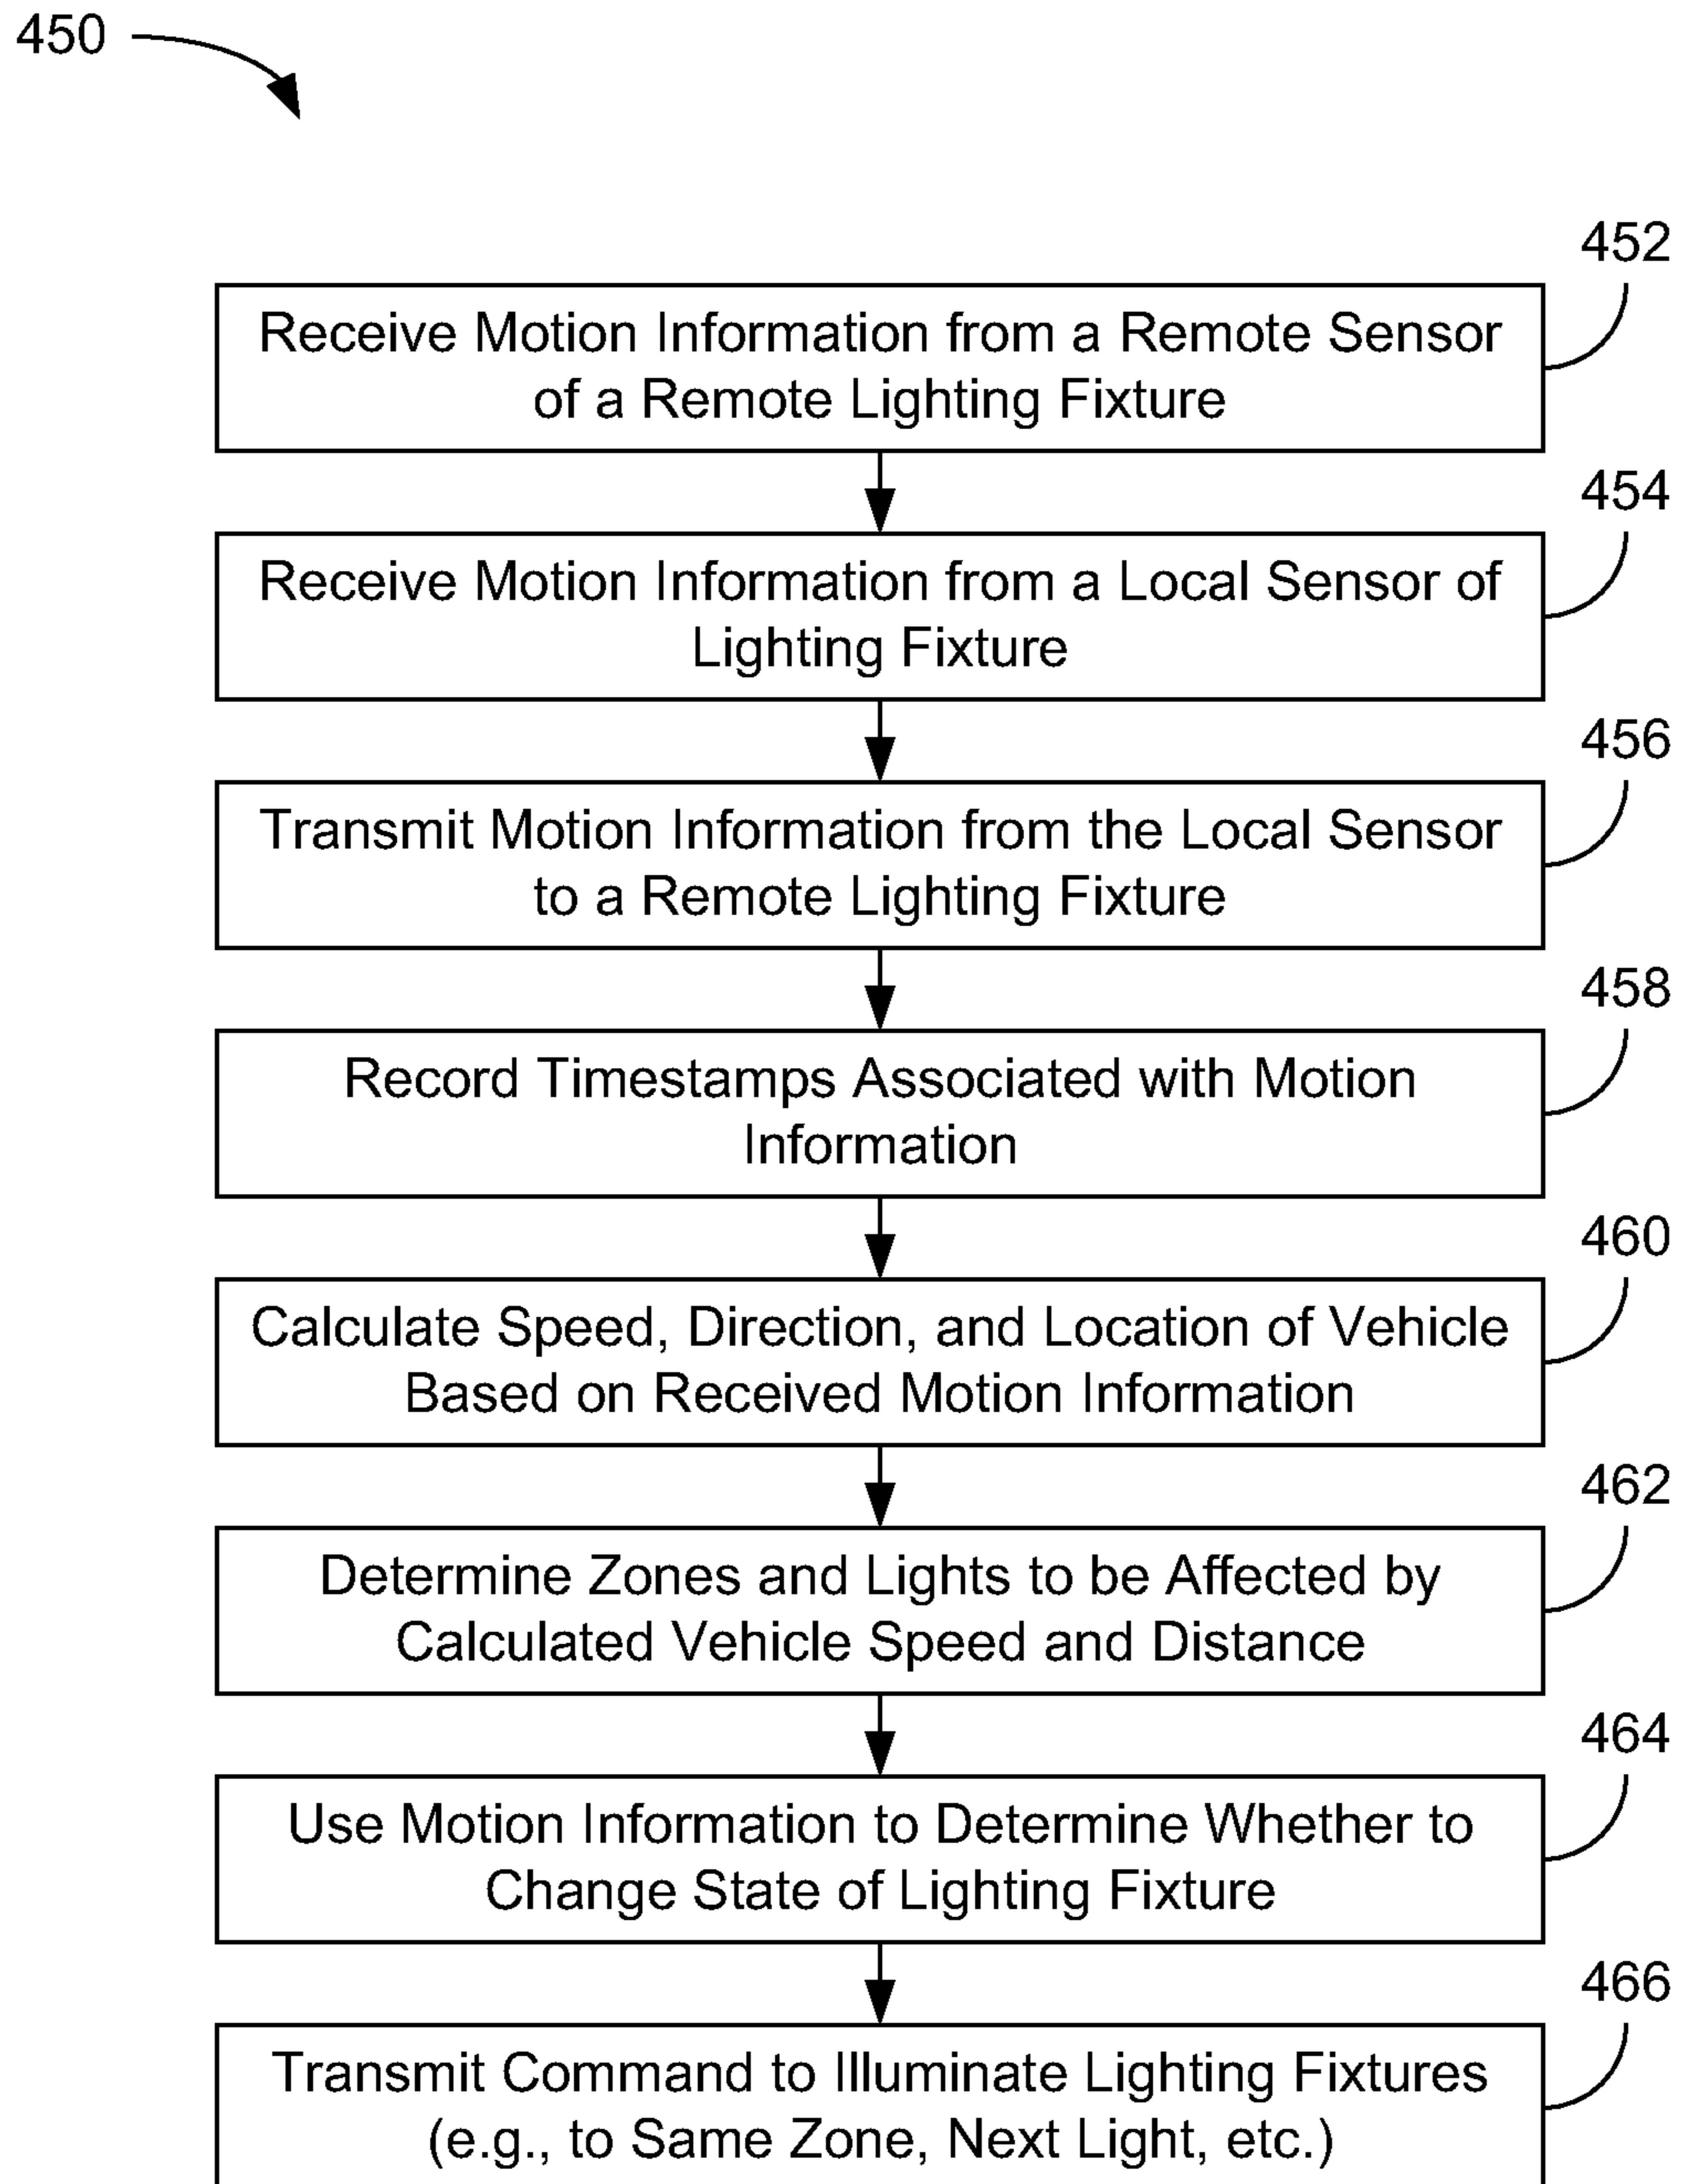 450
452
Receive Motion Information from a Remote Sensor
of a Remote Lighting Fixture
454
Receive Motion Information from a Local Sensor of
Lighting Fixture
456
Transmit Motion Information from the Local Sensor
to a Remote Lighting Fixture
458
Record Timestamps Associated with Motion
Information
460
Calculate Speed, Direction, and Location of Vehicle
Based on Received Motion Information
462
Determine Zones and Lights to be Affected by
Calculated Vehicle Speed and Distance
464
Use Motion Information to Determine Whether to
Change State of Lighting Fixture
466
Transmit Command to Illuminate Lighting Fixtures
(e.g., to Same Zone, Next Light, etc.)